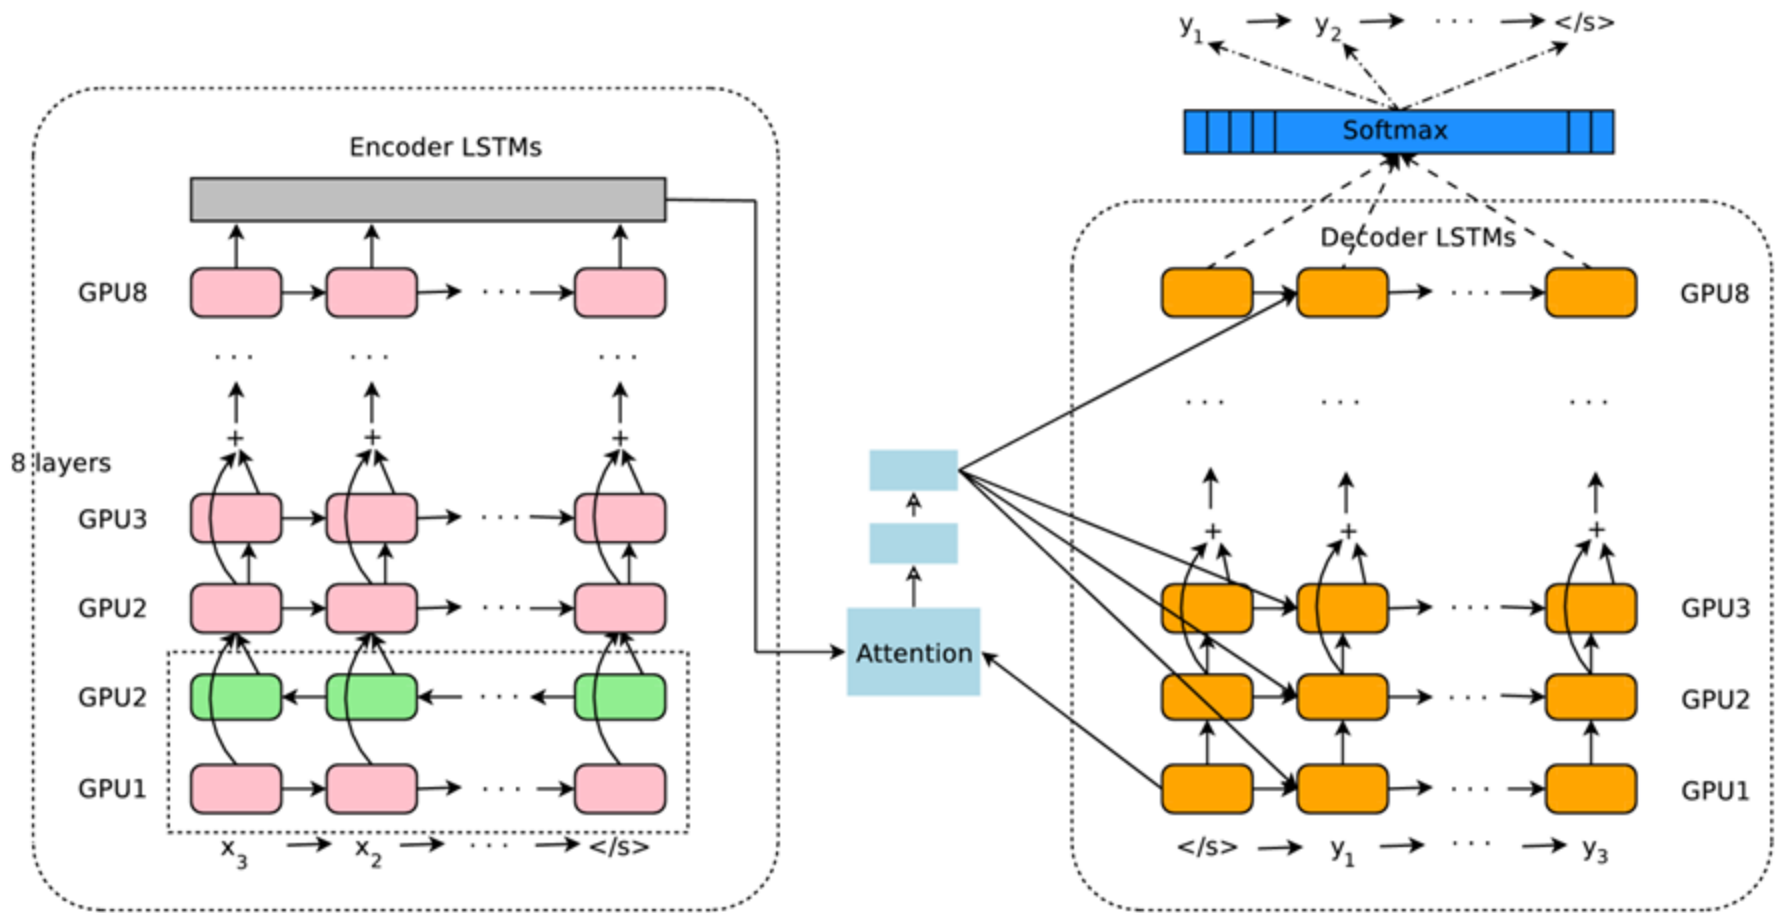 y1 y2 ... </s>
Softmax
Encoder LSTMs
Decoder LSTMs
GPU8 ... ... GPU8
... ... ...
... ... ...
+ + +
8 layers
GPU3 ...
+ + +
GPU2 ... ... GPU3
Attention
GPU2 ... ... GPU2
GPU1 ... ... GPU1
x3 x2 ... </s>
</s> y1 ... y3